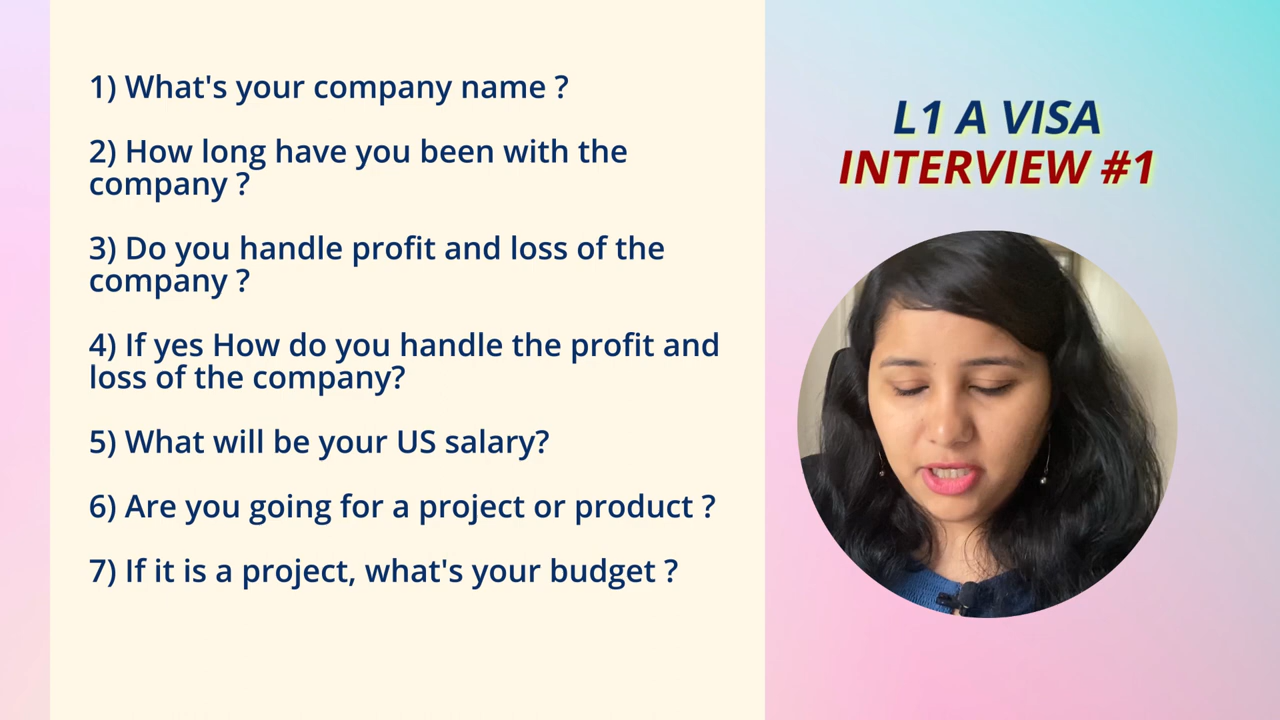 1) What's your company name ?
2) How long have you been with the
company ?
3) Do you handle profit and loss of the
company ?
4) If yes How do you handle the profit and
loss of the company?
5) What will be your US salary?
6) Are you going for a project or product ?
7) If it is a project, what's your budget ?
L1 A VISA
INTERVIEW #1